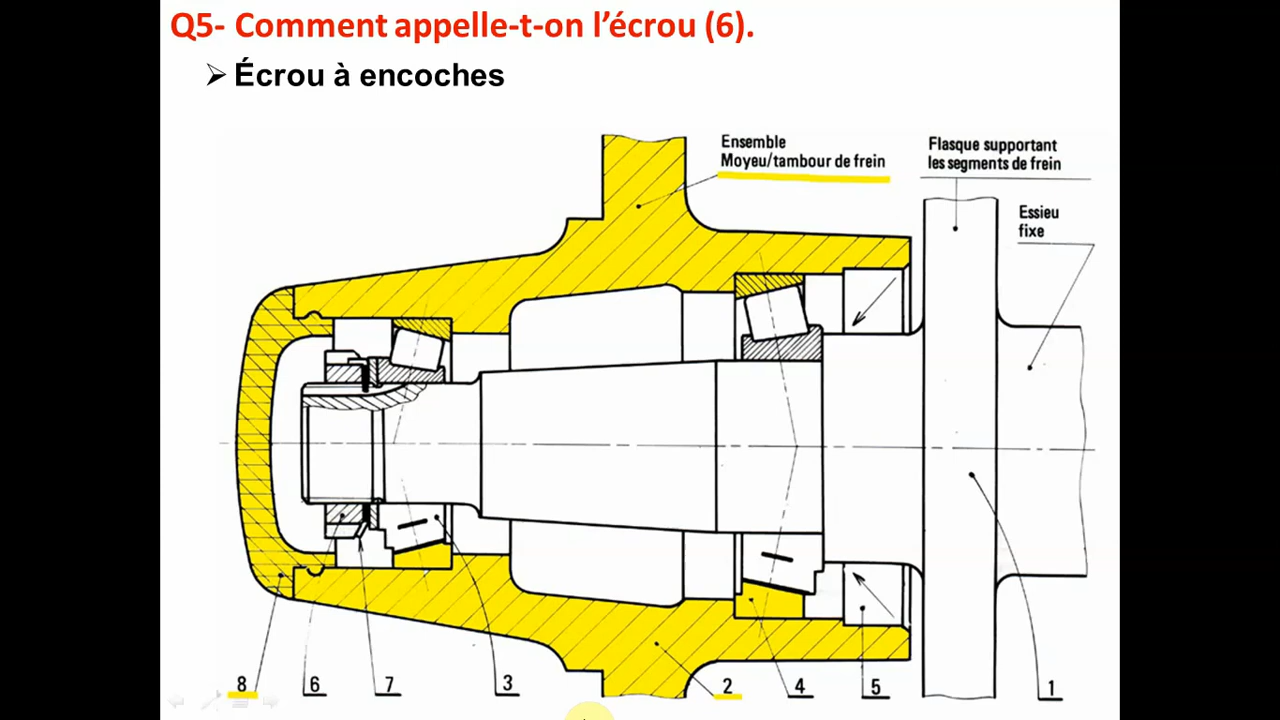 Q5- Comment appelle-t-on l’écrou (6).
➢ Écrou à encoches
Ensemble
Moyeu/tambour de frein
Flasque supportant
les segments de frein
Essieu
fixe
8 6 7 3 2 4 5 1